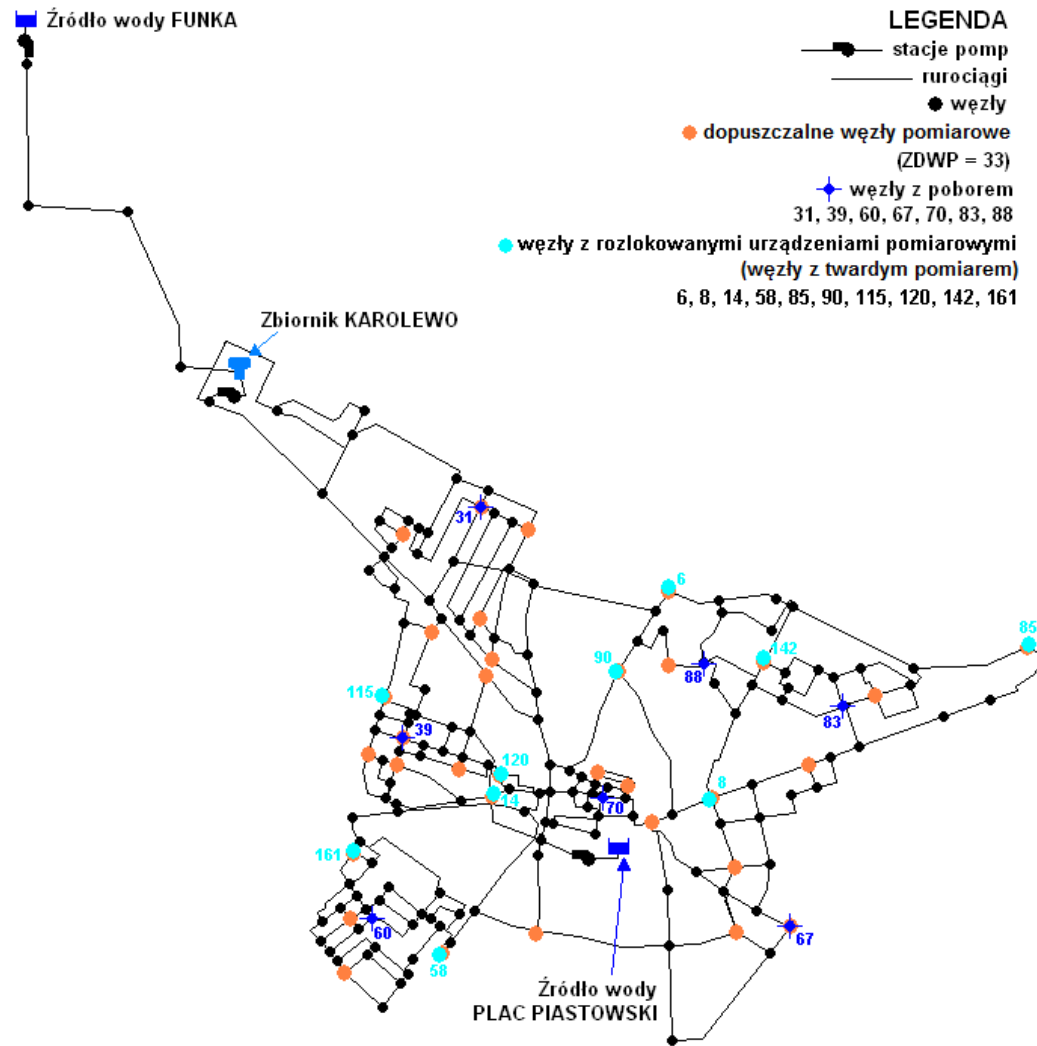 Źródło wody FUNKA
LEGENDA
stacje pomp
rurociągi
węzły
dopuszczalne węzły pomiarowe
(ZDWP = 33)
węzły z poborem
31, 39, 60, 67, 70, 83, 88
węzły z rozlokowanymi urządzeniami pomiarowymi
(węzły z twardym pomiarem)
6, 8, 14, 58, 85, 90, 115, 120, 142, 161
Zbiornik KAROLEWO
31
6
85
142
90
88
115
83
39
120
8
14
70
161
60
67
58
Źródło wody
PLAC PIASTOWSKI